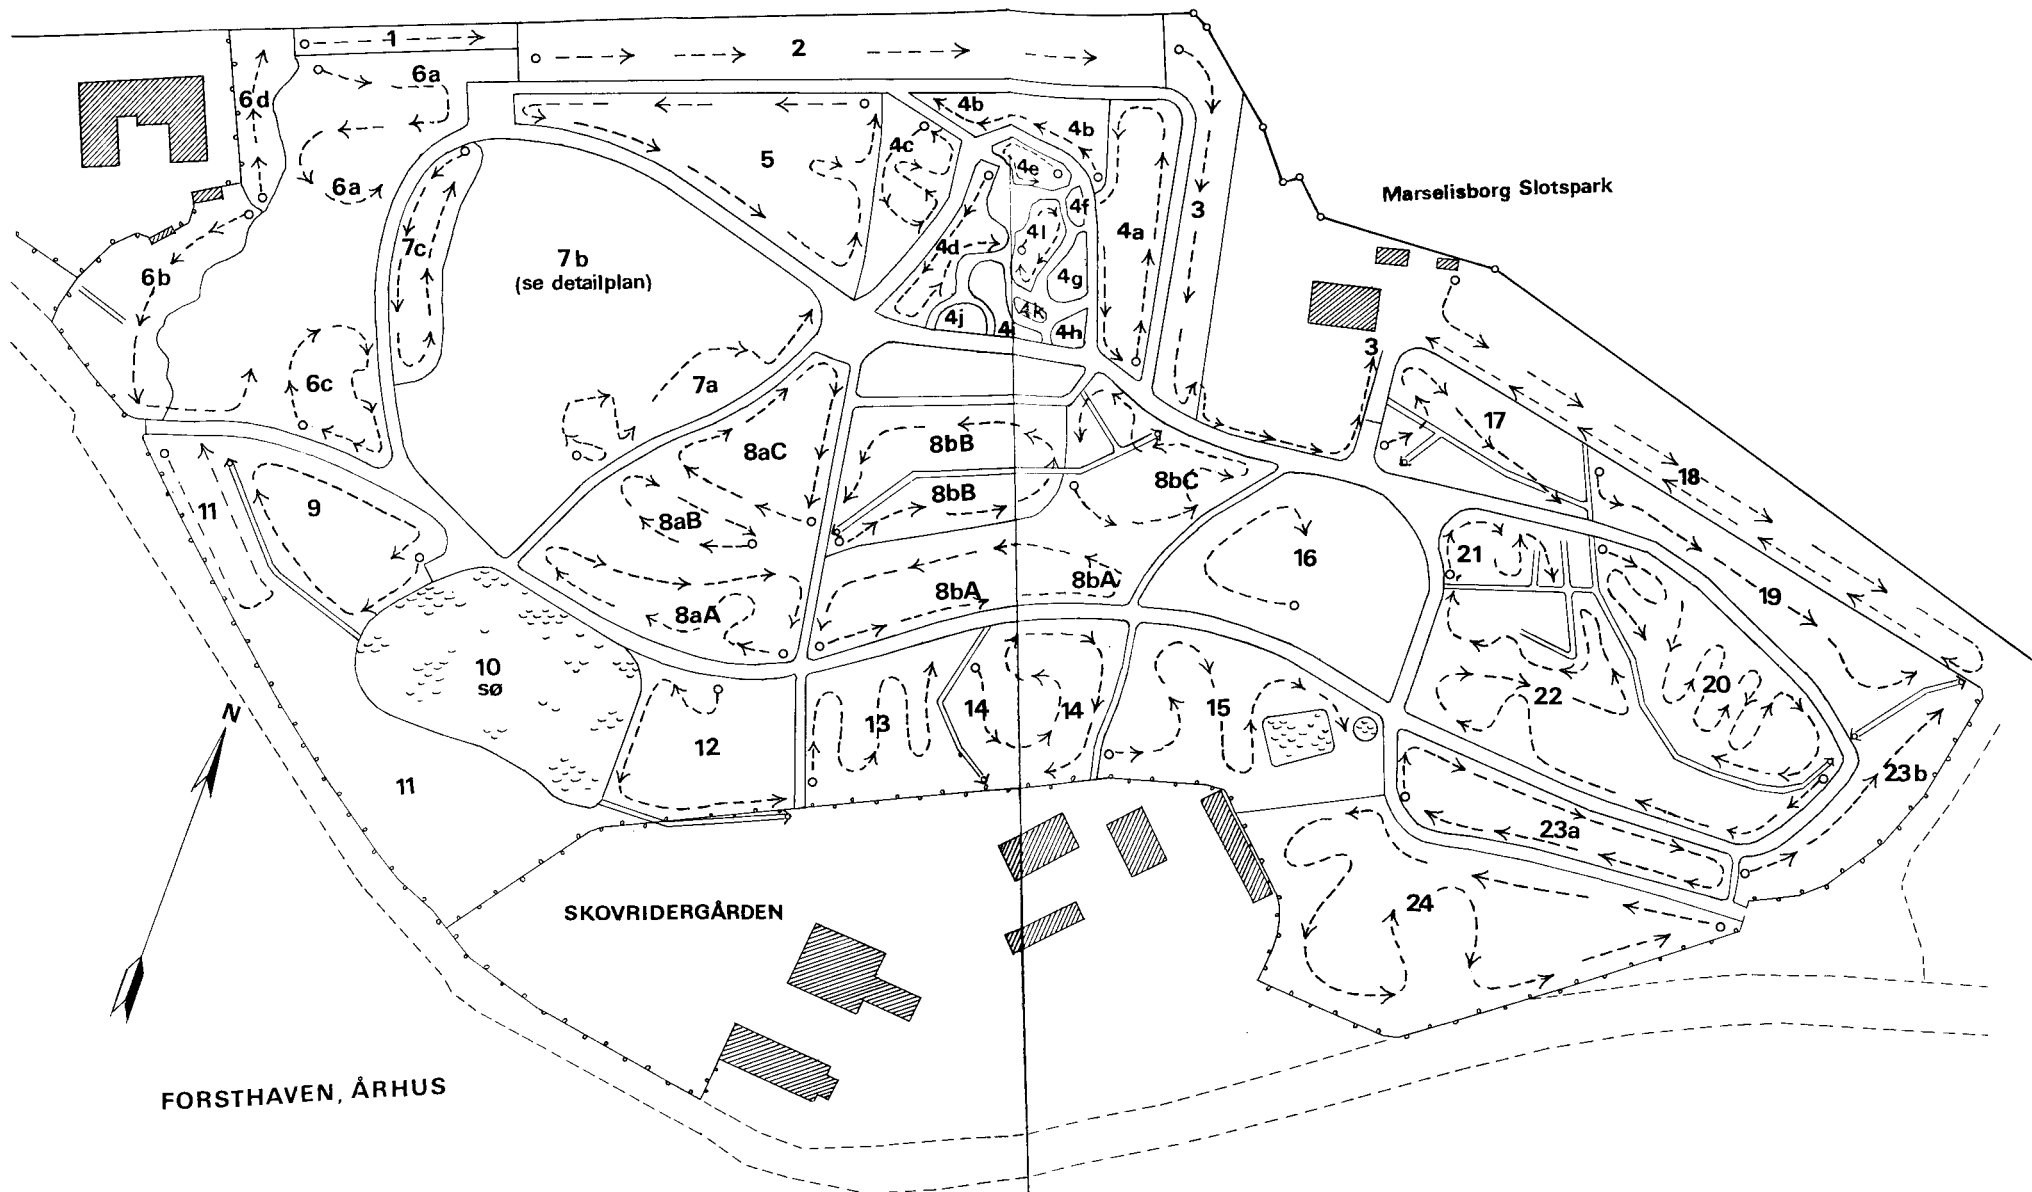 1
2
6a
6d
4b
4b
5
4c
4e
Marselisborg Slotspark
6a
4f
3
4a
7c
4d
4l
7b
(se detailplan)
6b
4g
4k
4j
4i
4h
3
6c
7a
17
8aC
8bB
18
8bC
8bB
9
11
8aB
16
21
8bA
8bA
19
8aA
10
sø
20
22
N
13
14
14
15
12
11
23b
23a
24
SKOVRIDERGÅRDEN
FORSTHAVEN, ÅRHUS